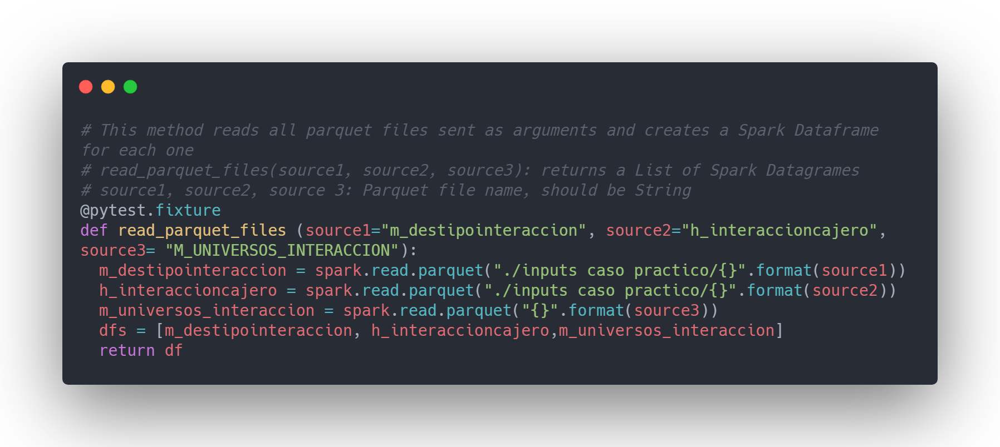 # This method reads all parquet files sent as arguments and creates a Spark Dataframe
for each one
# read_parquet_files(source1, source2, source3): returns a List of Spark Datagrames
# source1, source2, source 3: Parquet file name, should be String
@pytest.fixture
def read_parquet_files (source1="m_destipointeraccion", source2="h_interaccioncajero",
source3= "M_UNIVERSOS_INTERACCION"):
  m_destipointeraccion = spark.read.parquet("./inputs caso practico/{}".format(source1))
  h_interaccioncajero = spark.read.parquet("./inputs caso practico/{}".format(source2))
  m_universos_interaccion = spark.read.parquet("{}".format(source3))
  dfs = [m_destipointeraccion, h_interaccioncajero,m_universos_interaccion]
  return df